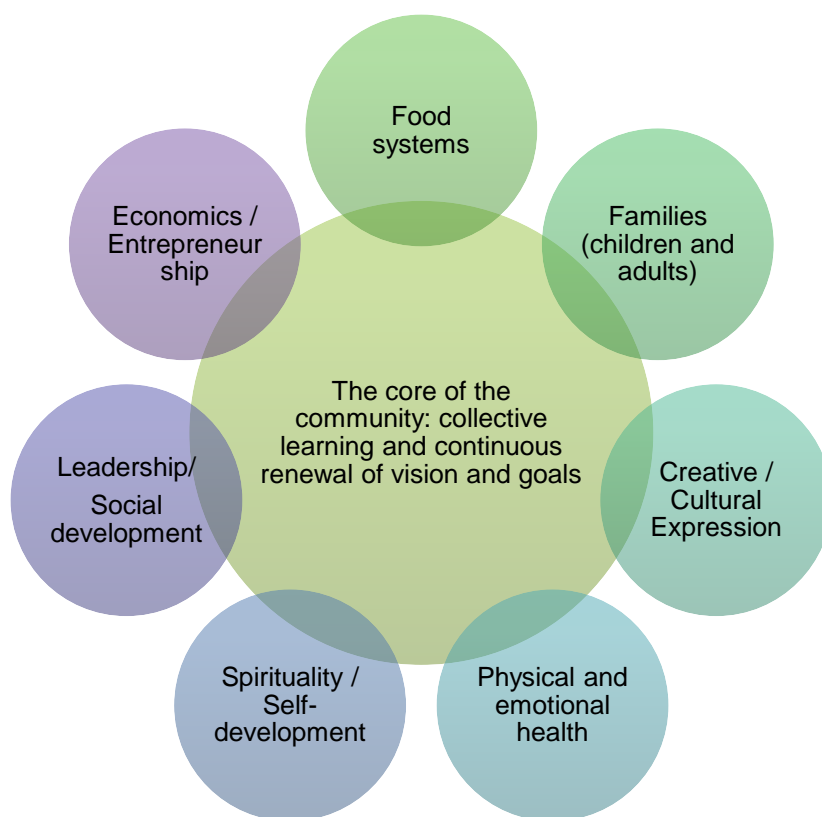 Food
systems
Families
(children and
adults)
Creative /
Cultural
Expression
Physical and
emotional
health
Spirituality /
Self-
development
Leadership/
Social
development
Economics /
Entrepreneur
ship
The core of the
community: collective
learning and continuous
renewal of vision and goals